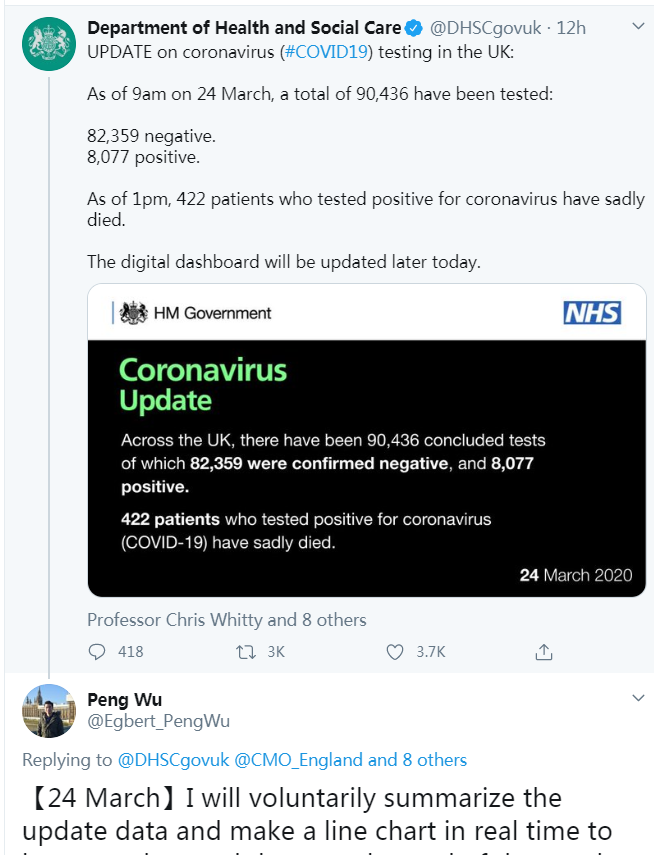 Department of Health and Social Care @DHSCgovuk · 12h
UPDATE on coronavirus (#COVID19) testing in the UK:
As of 9am on 24 March, a total of 90,436 have been tested:
82,359 negative.
8,077 positive.
As of 1pm, 422 patients who tested positive for coronavirus have sadly
died.
The digital dashboard will be updated later today.
HM Government
NHS
Coronavirus
Update
Across the UK, there have been 90,436 concluded tests
of which 82,359 were confirmed negative, and 8,077
positive.
422 patients who tested positive for coronavirus
(COVID-19) have sadly died.
24 March 2020
Professor Chris Whitty and 8 others
418 3K 3.7K
Peng Wu
@Egbert_PengWu
Replying to @DHSCgovuk @CMO_England and 8 others
【24 March】I will voluntarily summarize the
update data and make a line chart in real time to